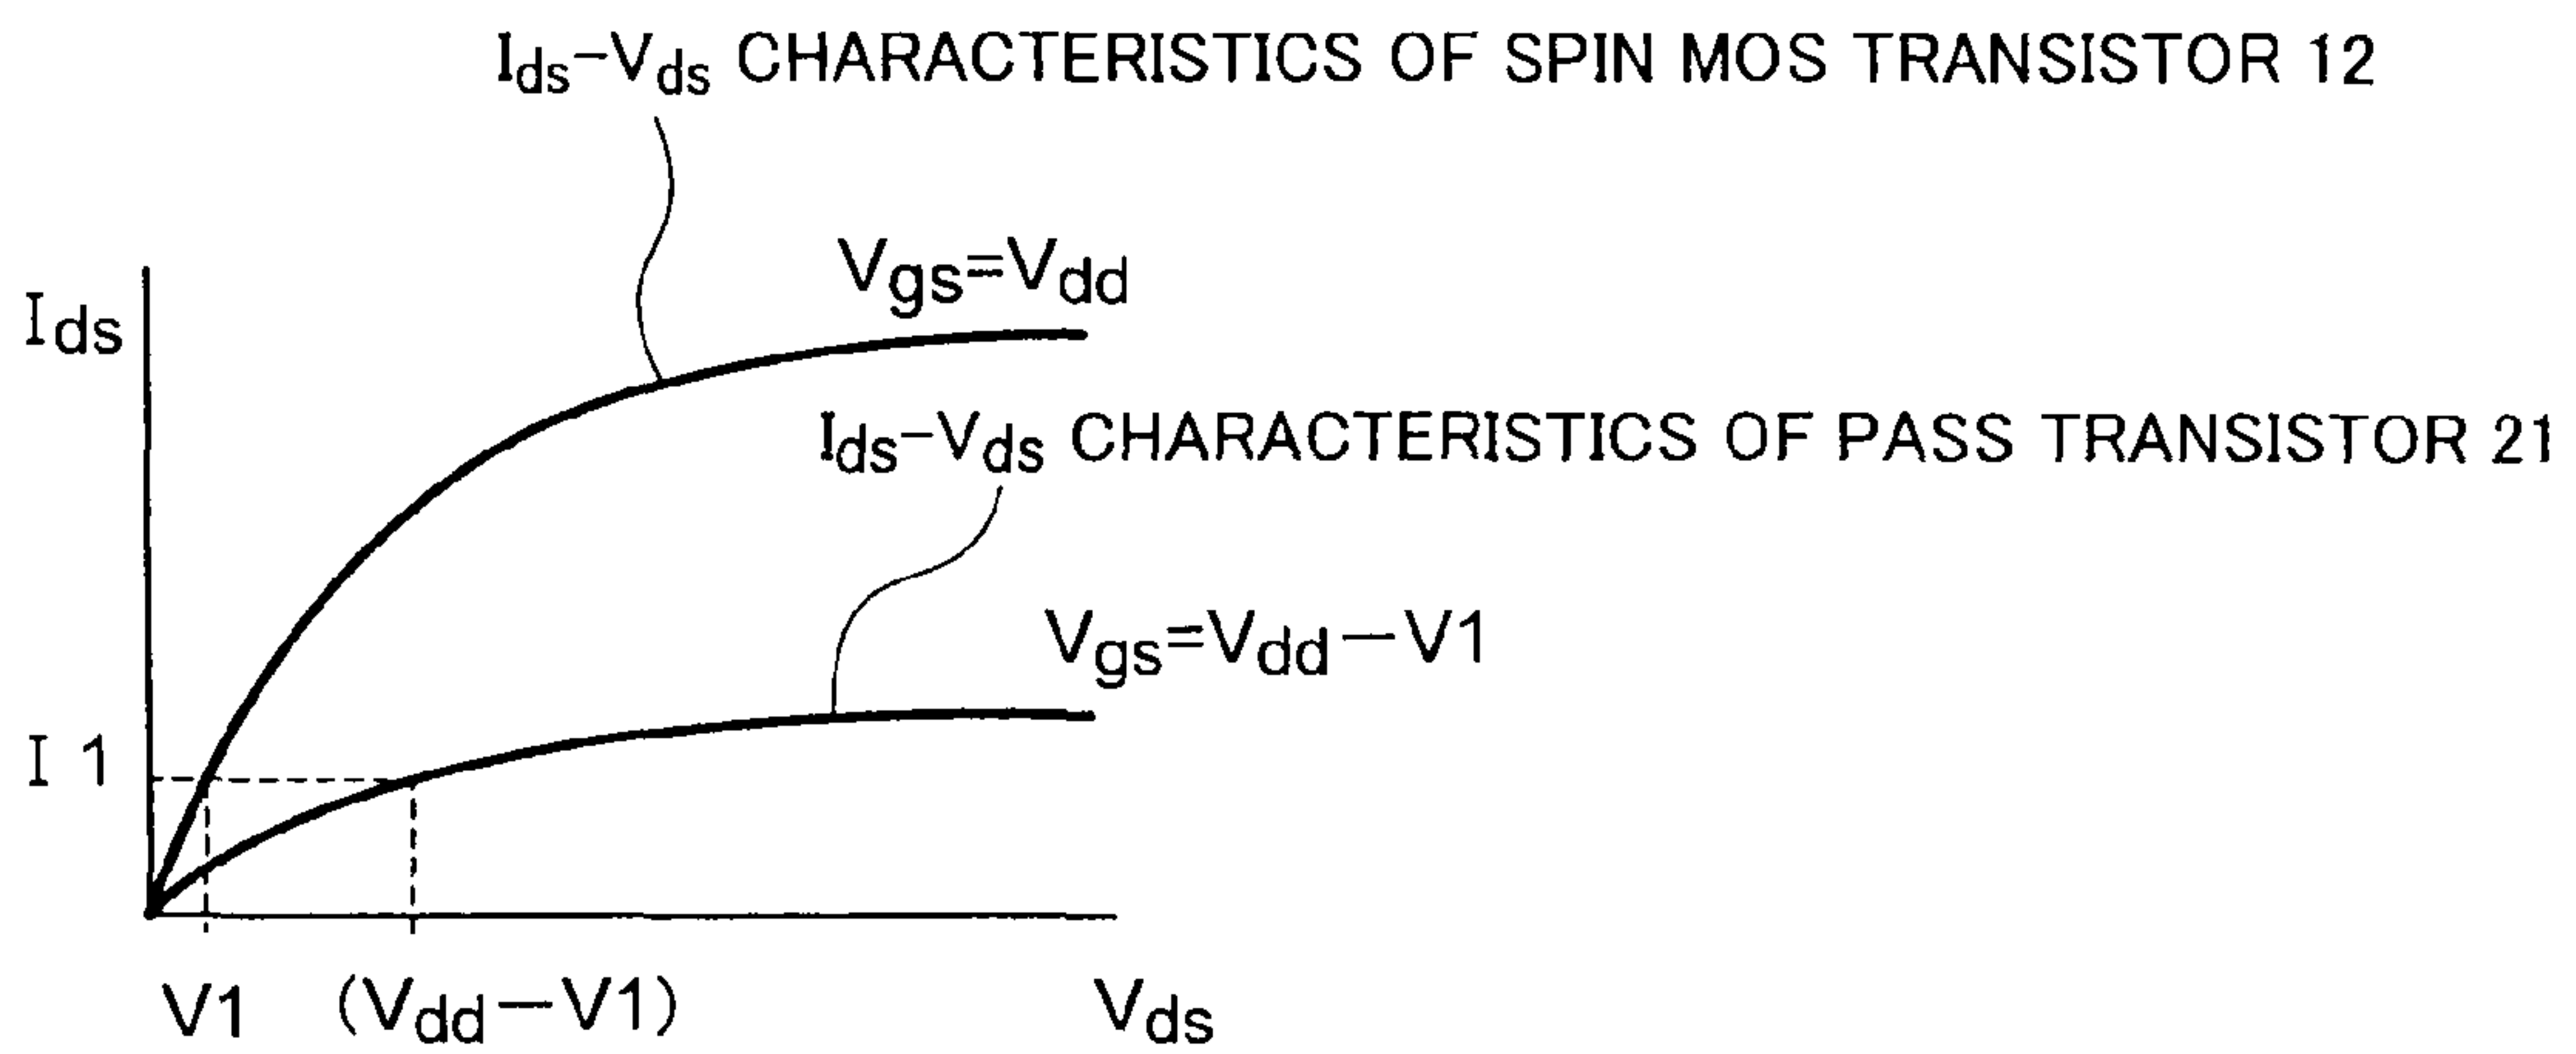 Ids-Vds CHARACTERISTICS OF SPIN MOS TRANSISTOR 12
Vgs=Vdd
Ids
Ids-Vds CHARACTERISTICS OF PASS TRANSISTOR 21
Vgs=Vdd-V1
I1
V1 (Vdd-V1) Vds